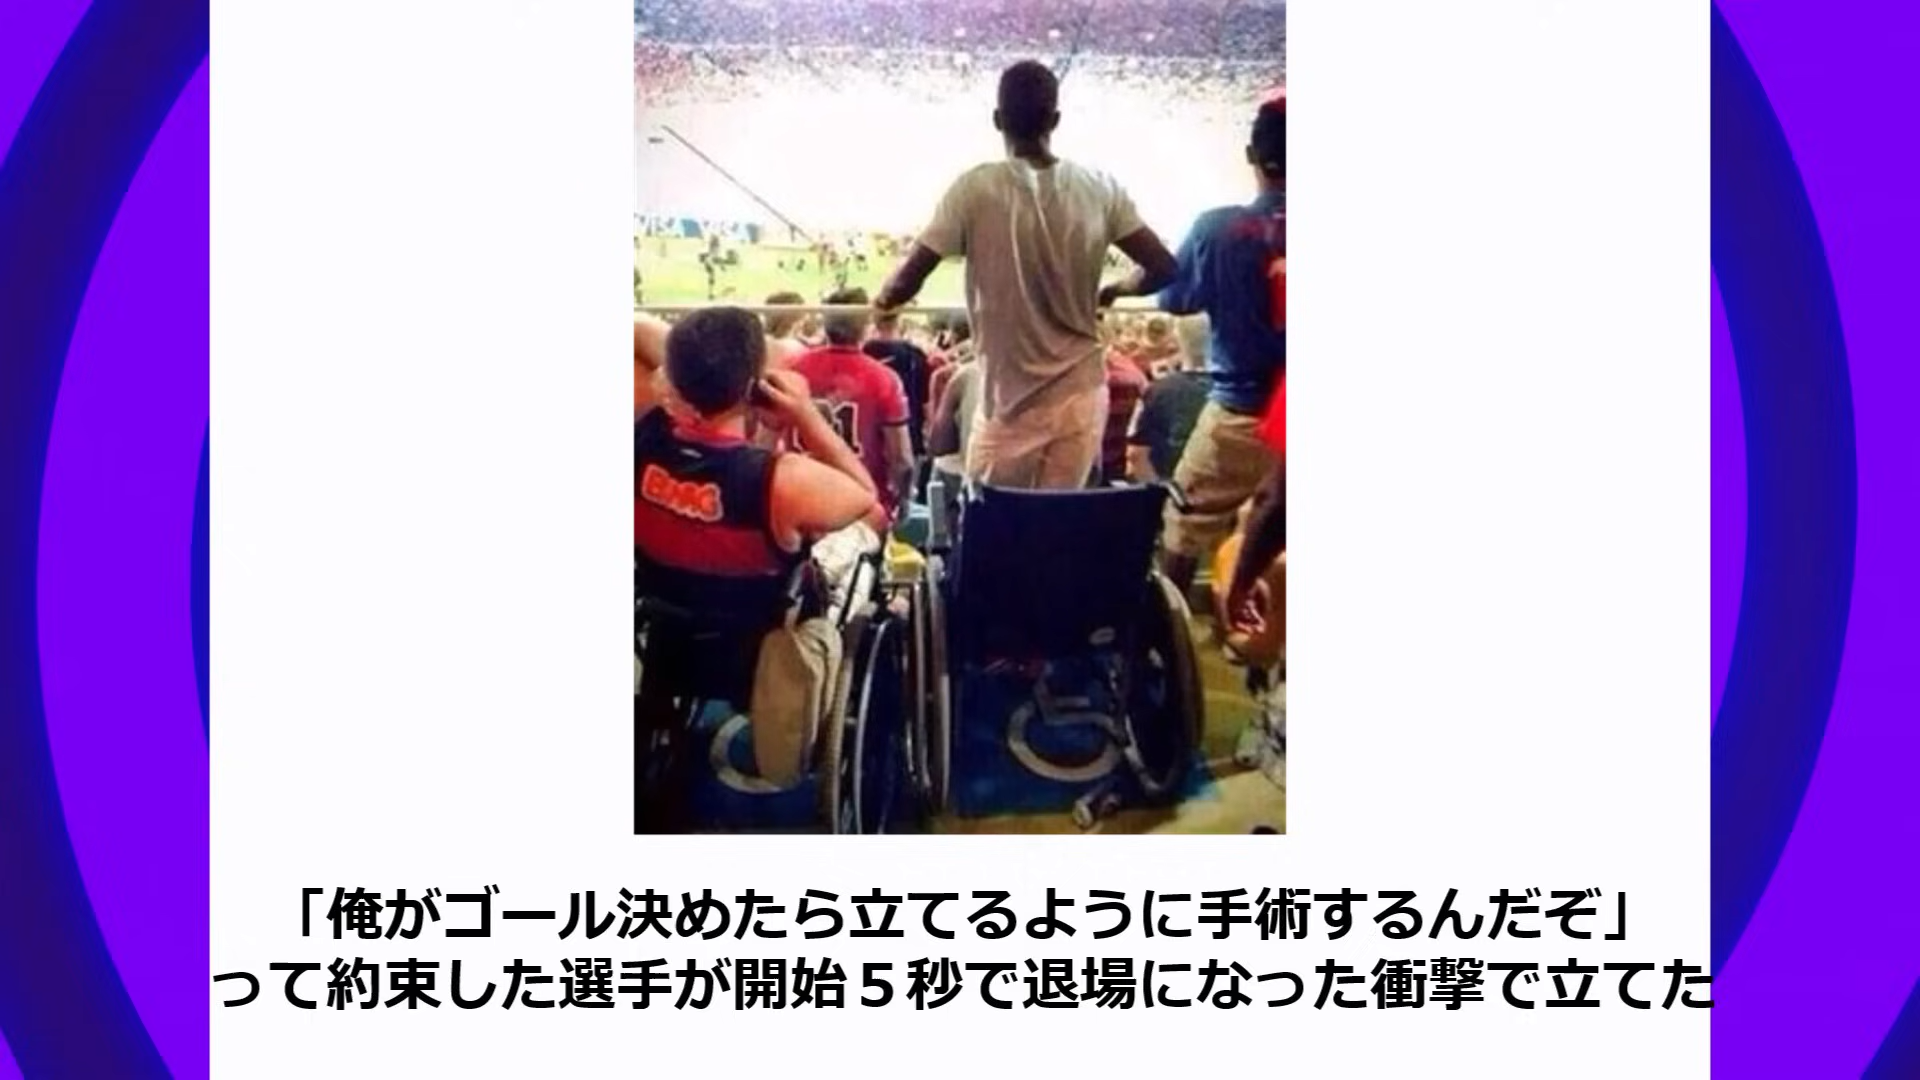 BMG
「俺がゴール決めたら立てるように手術するんだぞ」
って約束した選手が開始５秒で退場になった衝撃で立てた